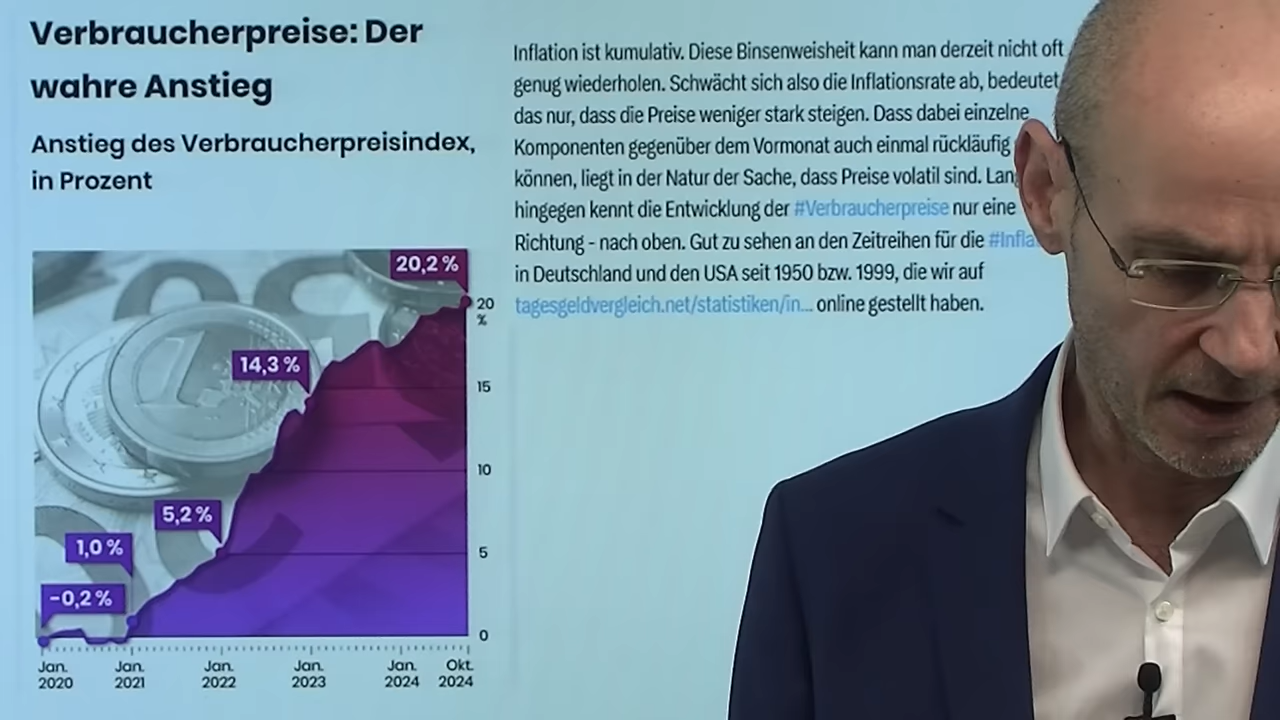 Verbraucherpreise: Der
wahre Anstieg
Anstieg des Verbraucherpreisindex,
in Prozent
20,2 %
14,3 %
5,2 %
1,0 %
-0,2 %
20
%
15
10
5
0
Jan.
2020
Jan.
2021
Jan.
2022
Jan.
2023
Jan.
2024
Okt.
2024
Inflation ist kumulativ. Diese Binsenweisheit kann man derzeit nicht oft
genug wiederholen. Schwächt sich also die Inflationsrate ab, bedeutet
das nur, dass die Preise weniger stark steigen. Dass dabei einzelne
Komponenten gegenüber dem Vormonat auch einmal rückläufig
können, liegt in der Natur der Sache, dass Preise volatil sind.
hingegen kennt die Entwicklung der #Verbraucherpreise nur eine
Richtung - nach oben. Gut zu sehen an den Zeitreihen für die
in Deutschland und den USA seit 1950 bzw. 1999, die wir auf
tagesgeldvergleich.net/statistiken/in... online gestellt haben.